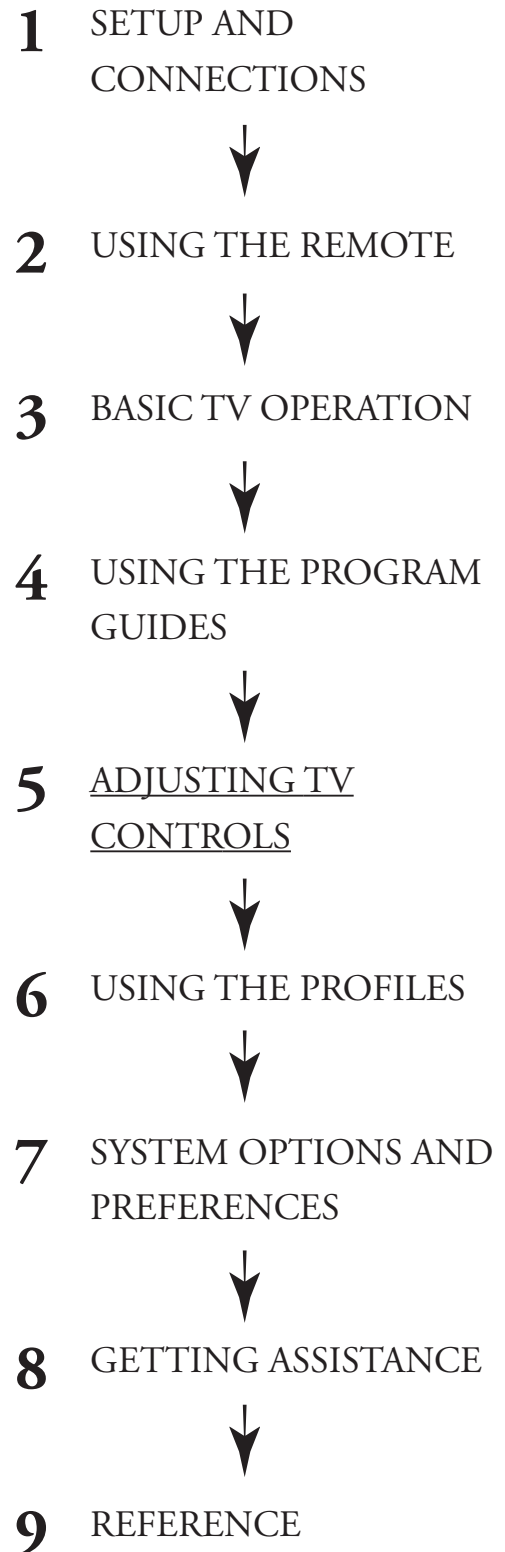 1 SETUP AND
CONNECTIONS
2 USING THE REMOTE
3 BASIC TV OPERATION
4 USING THE PROGRAM
GUIDES
5 ADJUSTING TV
CONTROLS
6 USING THE PROFILES
7 SYSTEM OPTIONS AND
PREFERENCES
8 GETTING ASSISTANCE
9 REFERENCE